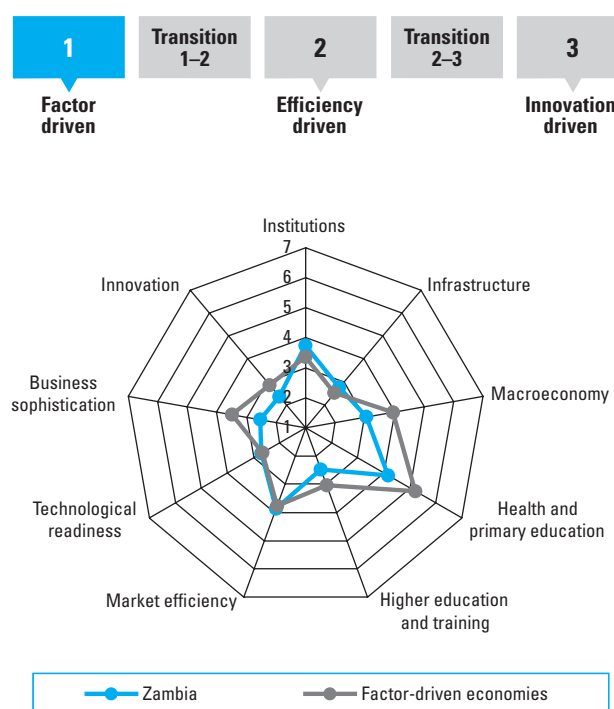 1
Transition
1–2
2
Transition
2–3
3
Factor
driven
Efficiency
driven
Innovation
driven
Institutions
7
6
5
4
3
2
1
Innovation
Infrastructure
Business
sophistication
Macroeconomy
Technological
readiness
Health and
primary education
Market efficiency
Higher education
and training
Zambia
Factor-driven economies